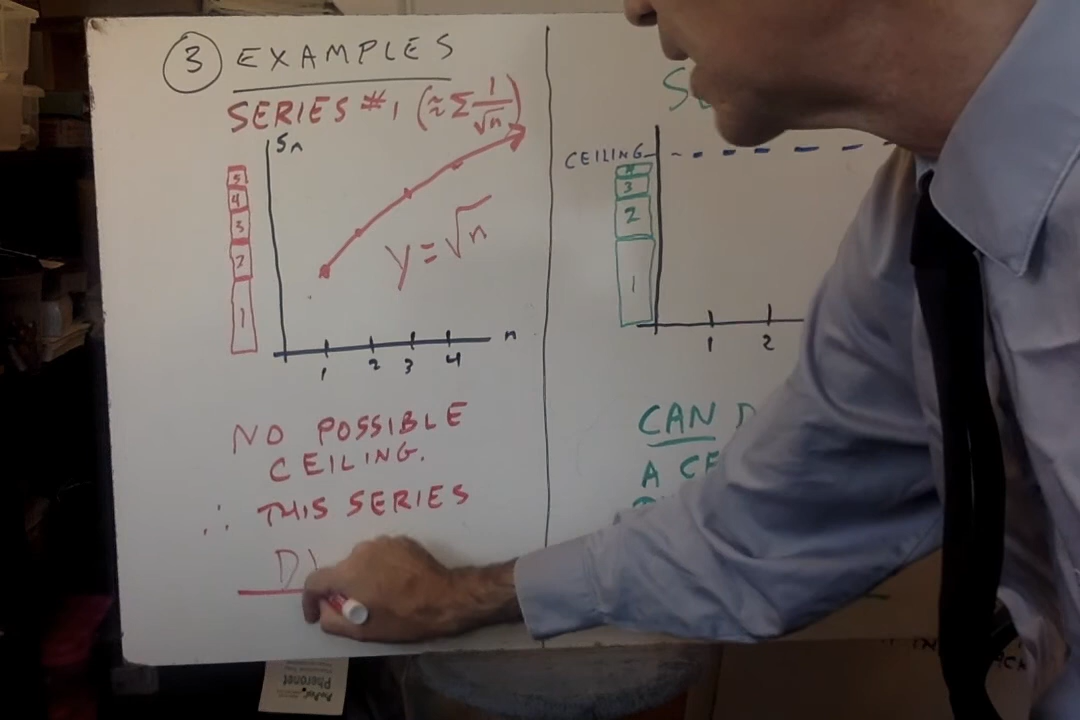 3 EXAMPLES
SERIES #1 (≈ Σ 1/√n)
Sn
5
4
3
2
1
y = √n
n
1 2 3 4
NO POSSIBLE
CEILING.
∴ THIS SERIES
CEILING
3
2
1
1 2
CAN
Pheronet